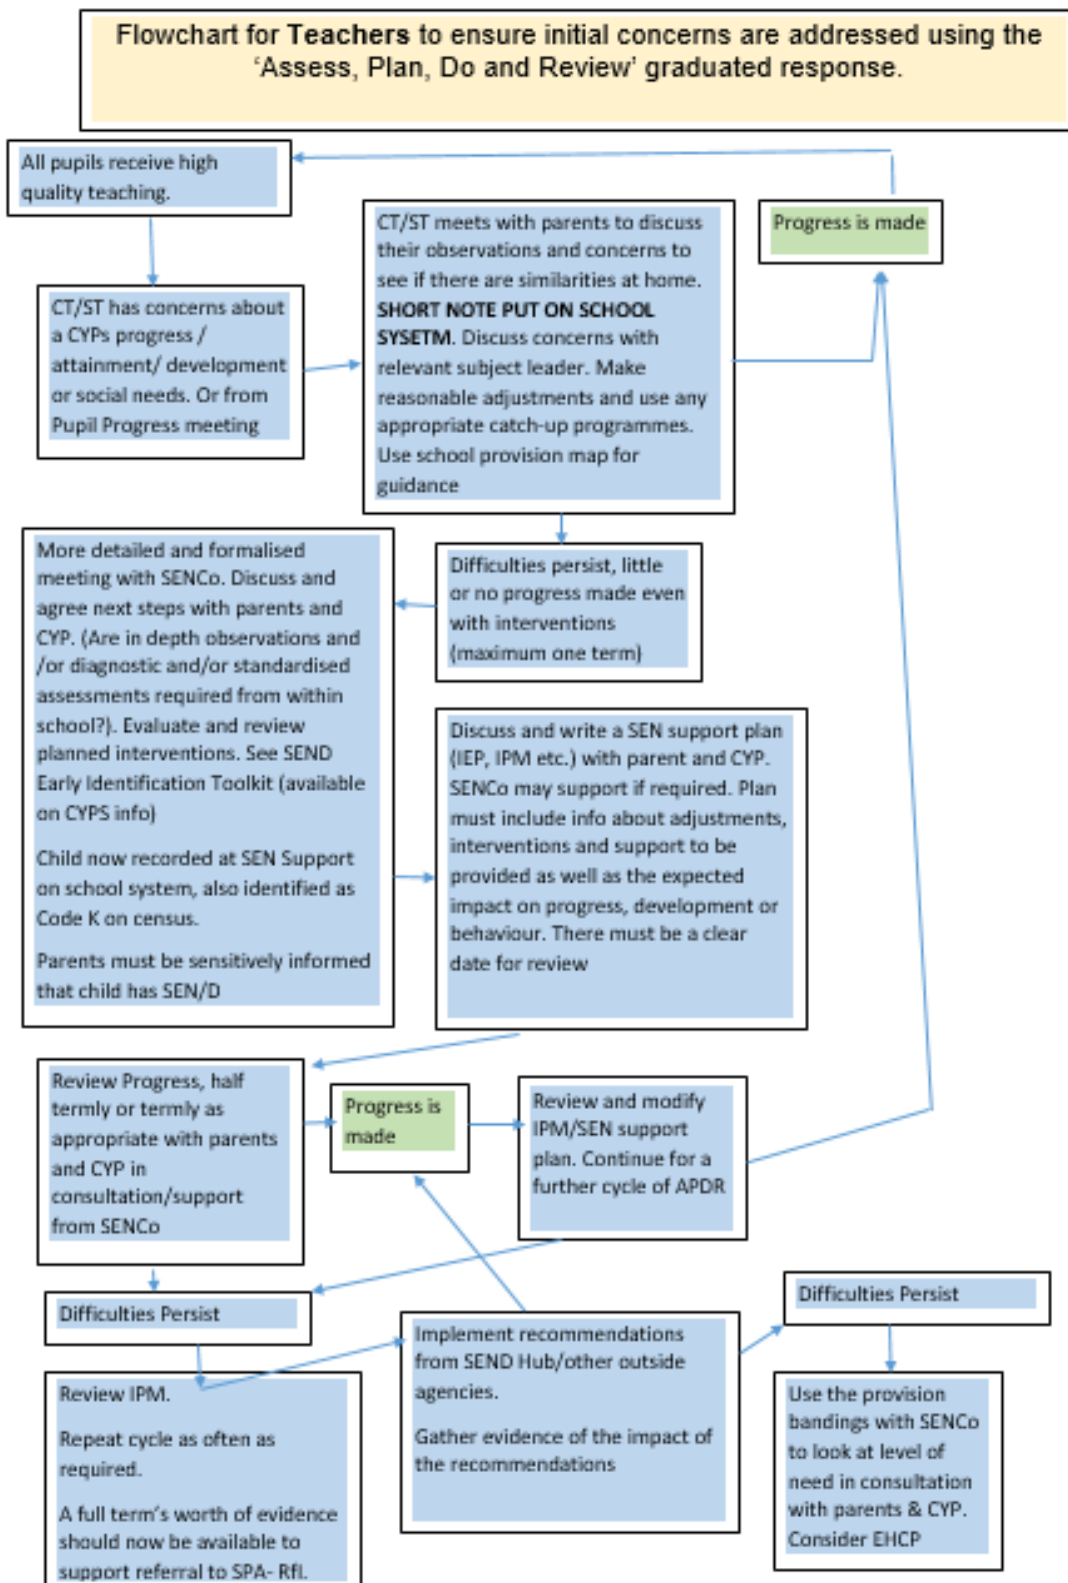 Flowchart for Teachers to ensure initial concerns are addressed using the
‘Assess, Plan, Do and Review’ graduated response.
All pupils receive high
quality teaching.
CT/ST has concerns about
a CYPs progress /
attainment/ development
or social needs. Or from
Pupil Progress meeting
CT/ST meets with parents to discuss
their observations and concerns to
see if there are similarities at home.
SHORT NOTE PUT ON SCHOOL
SYSETM. Discuss concerns with
relevant subject leader. Make
reasonable adjustments and use any
appropriate catch-up programmes.
Use school provision map for
guidance
Progress is made
Difficulties persist, little
or no progress made even
with interventions
(maximum one term)
More detailed and formalised
meeting with SENCo. Discuss and
agree next steps with parents and
CYP. (Are in depth observations and
/or diagnostic and/or standardised
assessments required from within
school?). Evaluate and review
planned interventions. See SEND
Early Identification Toolkit (available
on CYPS info)
Child now recorded at SEN Support
on school system, also identified as
Code K on census.
Parents must be sensitively informed
that child has SEN/D
Discuss and write a SEN support plan
(IEP, IPM etc.) with parent and CYP.
SENCo may support if required. Plan
must include info about adjustments,
interventions and support to be
provided as well as the expected
impact on progress, development or
behaviour. There must be a clear
date for review
Review Progress, half
termly or termly as
appropriate with parents
and CYP in
consultation/support
from SENCo
Progress is
made
Review and modify
IPM/SEN support
plan. Continue for a
further cycle of APDR
Difficulties Persist
Review IPM.
Repeat cycle as often as
required.
A full term’s worth of evidence
should now be available to
support referral to SPA- RfI.
Implement recommendations
from SEND Hub/other outside
agencies.
Gather evidence of the impact of
the recommendations
Difficulties Persist
Use the provision
bandings with SENCo
to look at level of
need in consultation
with parents & CYP.
Consider EHCP